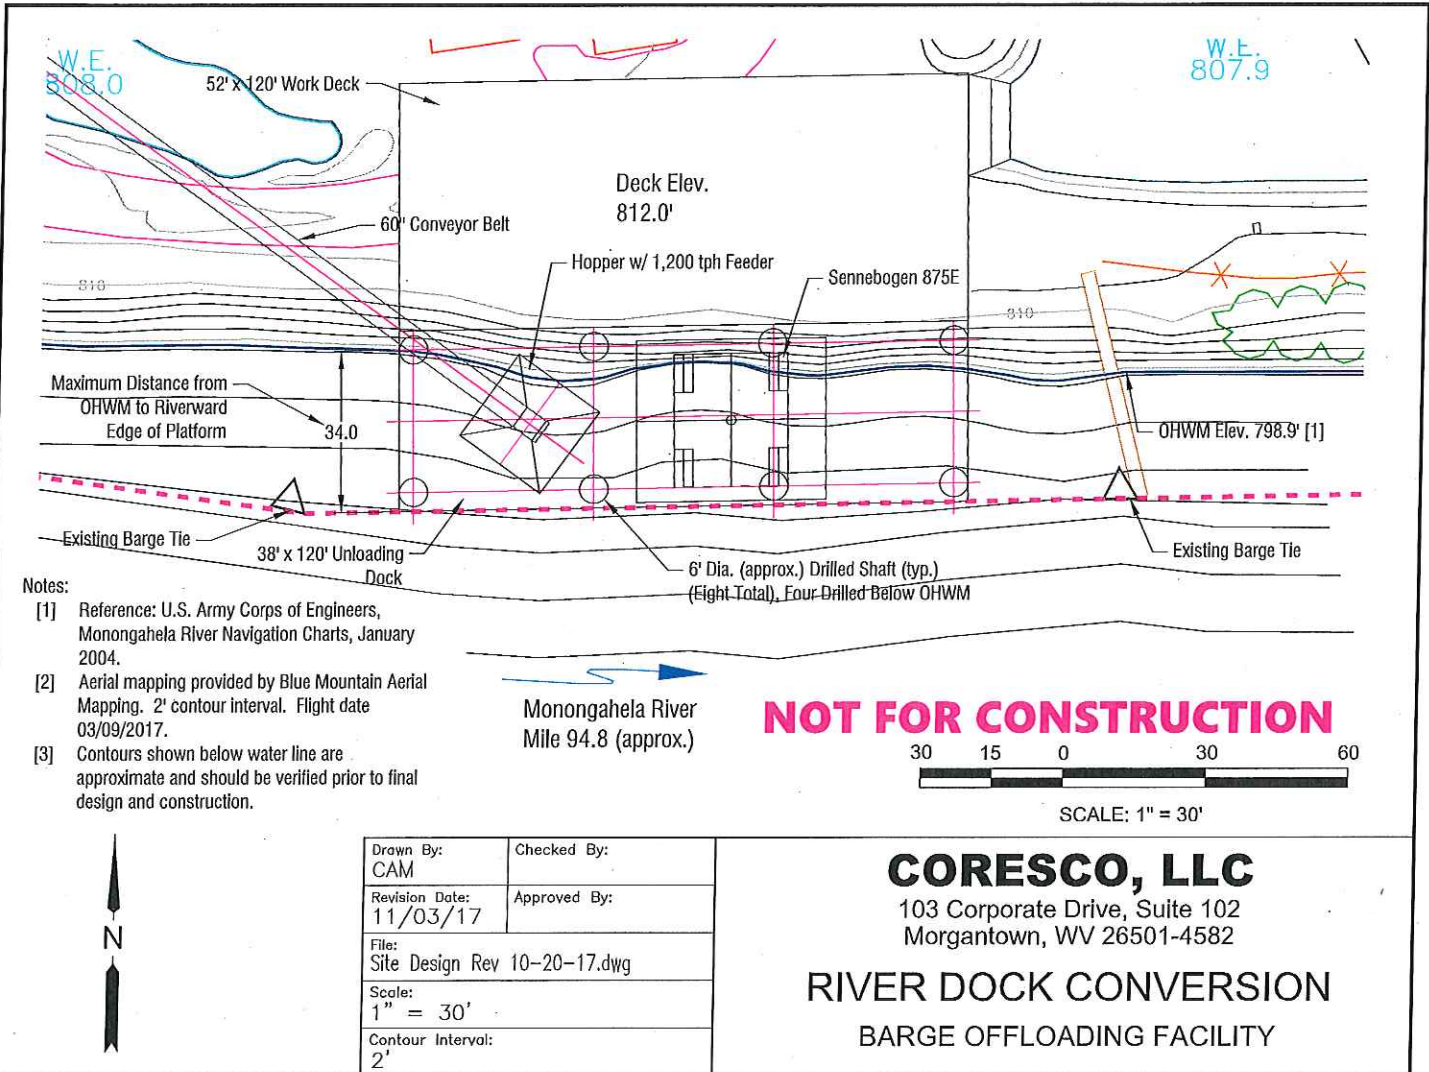 W.E.
808.0
52' x 120' Work Deck
W.E.
807.9
Deck Elev.
812.0'
60" Conveyor Belt
Hopper w/ 1,200 tph Feeder
Sennebogen 875E
810
810
Maximum Distance from
OHWM to Riverward
Edge of Platform
34.0
OHWM Elev. 798.9' [1]
Existing Barge Tie
38' x 120' Unloading
Dock
6' Dia. (approx.) Drilled Shaft (typ.)
(Eight Total), Four Drilled Below OHWM
Existing Barge Tie
Notes:
[1] Reference: U.S. Army Corps of Engineers,
Monongahela River Navigation Charts, January
2004.
[2] Aerial mapping provided by Blue Mountain Aerial
Mapping. 2' contour interval. Flight date
03/09/2017.
[3] Contours shown below water line are
approximate and should be verified prior to final
design and construction.
Monongahela River
Mile 94.8 (approx.)
NOT FOR CONSTRUCTION
30 15 0 30 60
SCALE: 1" = 30'
N
Drawn By:
CAM
Checked By:
Revision Date:
11/03/17
Approved By:
File:
Site Design Rev 10-20-17.dwg
Scale:
1" = 30'
Contour Interval:
2'
CORESCO, LLC
103 Corporate Drive, Suite 102
Morgantown, WV 26501-4582
RIVER DOCK CONVERSION
BARGE OFFLOADING FACILITY